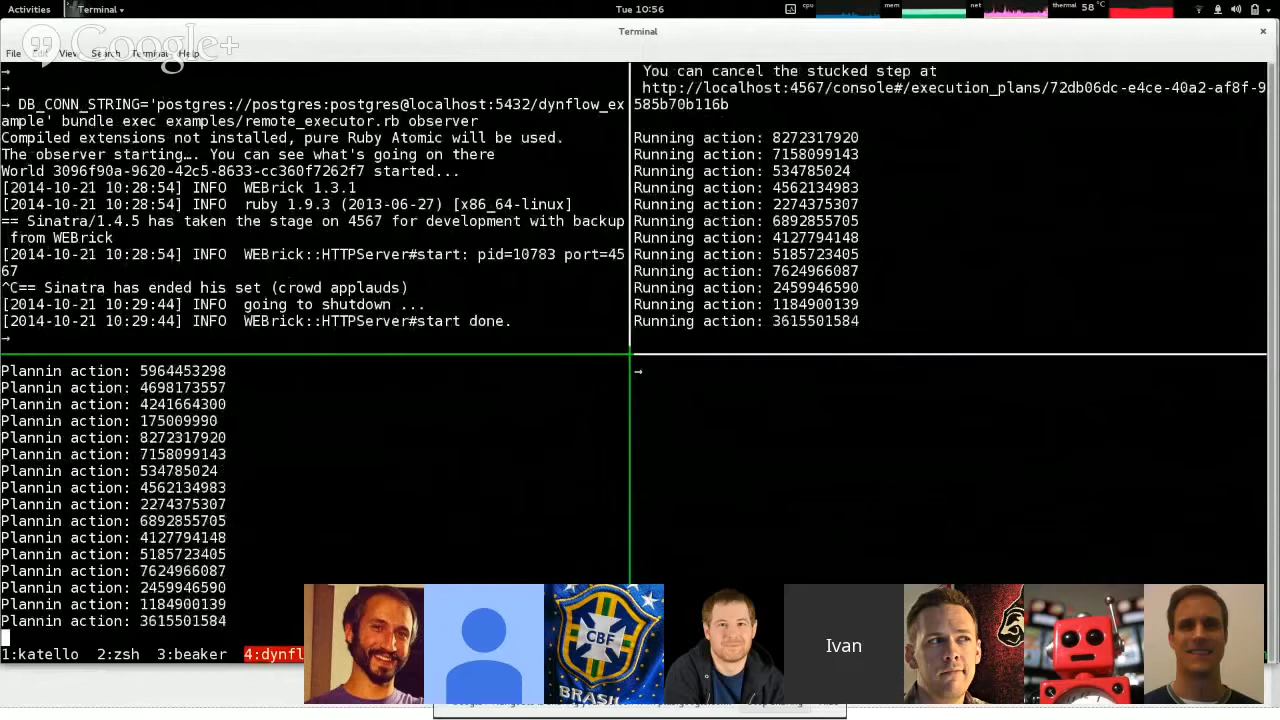 Activities
Terminal
Tue 10:56
cpu
mem
net
thermal 58 °C
Terminal
File Edit View Search Terminal Help
Google+
→
→
→ DB_CONN_STRING='postgres://postgres:postgres@localhost:5432/dynflow_ex
ample' bundle exec examples/remote_executor.rb observer
Compiled extensions not installed, pure Ruby Atomic will be used.
The observer starting…. You can see what's going on there
World 3096f90a-9620-42c5-8633-cc360f7262f7 started...
[2014-10-21 10:28:54] INFO  WEBrick 1.3.1
[2014-10-21 10:28:54] INFO  ruby 1.9.3 (2013-06-27) [x86_64-linux]
== Sinatra/1.4.5 has taken the stage on 4567 for development with backup
from WEBrick
[2014-10-21 10:28:54] INFO  WEBrick::HTTPServer#start: pid=10783 port=45
67
^C== Sinatra has ended his set (crowd applauds)
[2014-10-21 10:29:44] INFO  going to shutdown ...
[2014-10-21 10:29:44] INFO  WEBrick::HTTPServer#start done.
→
You can cancel the stucked step at
http://localhost:4567/console#/execution_plans/72db06dc-e4ce-40a2-af8f-9
585b70b116b
Running action: 8272317920
Running action: 7158099143
Running action: 534785024
Running action: 4562134983
Running action: 2274375307
Running action: 6892855705
Running action: 4127794148
Running action: 5185723405
Running action: 7624966087
Running action: 2459946590
Running action: 1184900139
Running action: 3615501584
Plannin action: 5964453298
Plannin action: 4698173557
Plannin action: 4241664300
Plannin action: 175009990
Plannin action: 8272317920
Plannin action: 7158099143
Plannin action: 534785024
Plannin action: 4562134983
Plannin action: 2274375307
Plannin action: 6892855705
Plannin action: 4127794148
Plannin action: 5185723405
Plannin action: 7624966087
Plannin action: 2459946590
Plannin action: 1184900139
Plannin action: 3615501584
→
1:katello 2:zsh 3:beaker 4:dynfl
CBF
BRASIL
Ivan